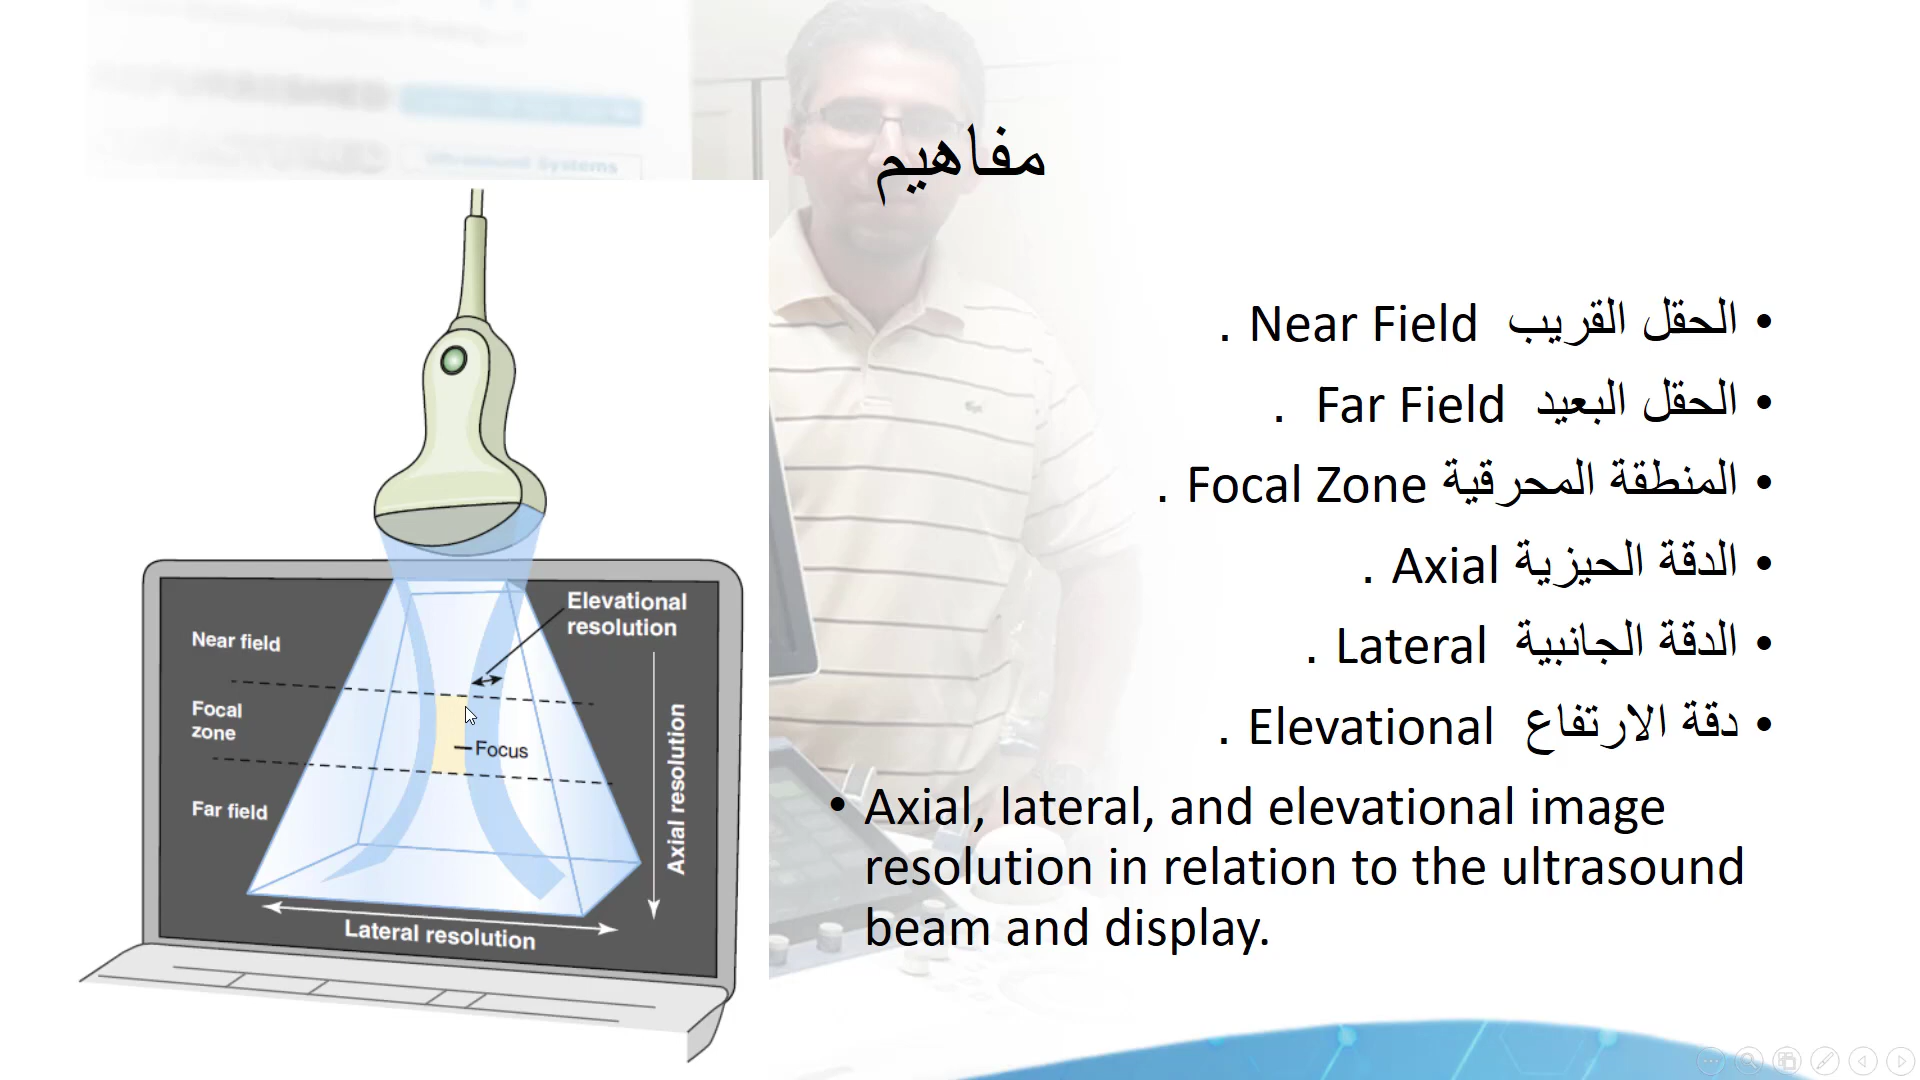 Ultrasound Systems
مفاهيم
• الحقل القريب Near Field .
• الحقل البعيد Far Field .
• المنطقة المحرقية Focal Zone .
• الدقة الحيزية Axial .
• الدقة الجانبية Lateral .
• دقة الارتفاع Elevational .
• Axial, lateral, and elevational image
resolution in relation to the ultrasound
beam and display.
Elevational
resolution
Near field
Focal
zone
Focus
Far field
Axial resolution
Lateral resolution